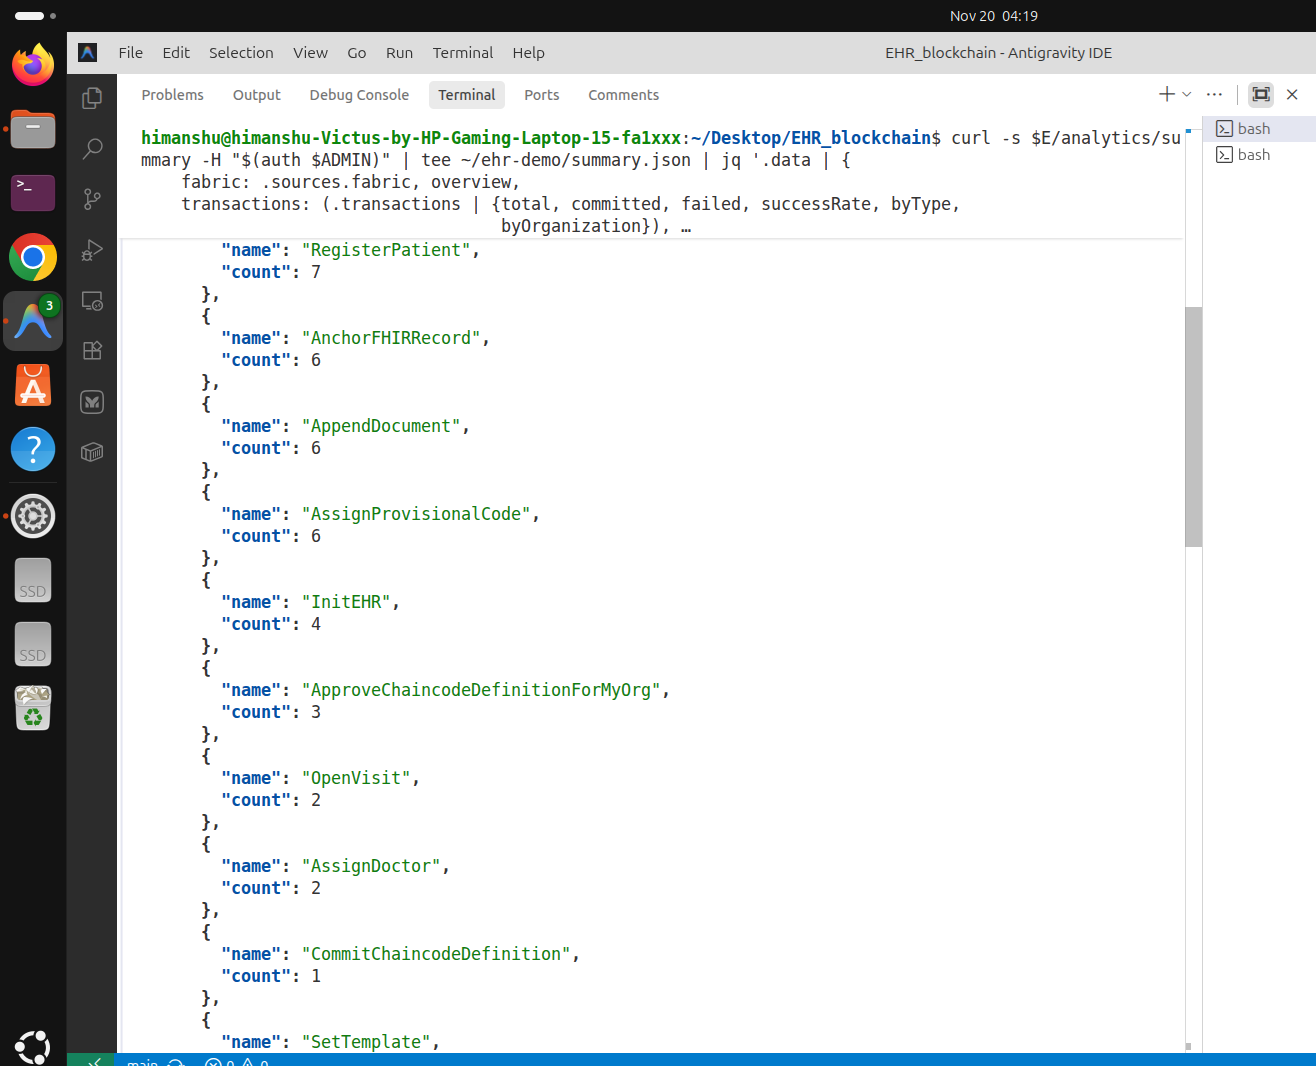 Nov 20 04:19
File Edit Selection View Go Run Terminal Help
EHR_blockchain - Antigravity IDE
Problems Output Debug Console Terminal Ports Comments
himanshu@himanshu-Victus-by-HP-Gaming-Laptop-15-fa1xxx:~/Desktop/EHR_blockchain$ curl -s $E/analytics/su
mmary -H "$(auth $ADMIN)" | tee ~/ehr-demo/summary.json | jq '.data | {
    fabric: .sources.fabric, overview,
    transactions: (.transactions | {total, committed, failed, successRate, byType,
                                    byOrganization}), …
        "name": "RegisterPatient",
        "count": 7
      },
      {
        "name": "AnchorFHIRRecord",
        "count": 6
      },
      {
        "name": "AppendDocument",
        "count": 6
      },
      {
        "name": "AssignProvisionalCode",
        "count": 6
      },
      {
        "name": "InitEHR",
        "count": 4
      },
      {
        "name": "ApproveChaincodeDefinitionForMyOrg",
        "count": 3
      },
      {
        "name": "OpenVisit",
        "count": 2
      },
      {
        "name": "AssignDoctor",
        "count": 2
      },
      {
        "name": "CommitChaincodeDefinition",
        "count": 1
      },
      {
        "name": "SetTemplate",
bash
bash
3
>_
A
?
SSD
SSD
main 0 0